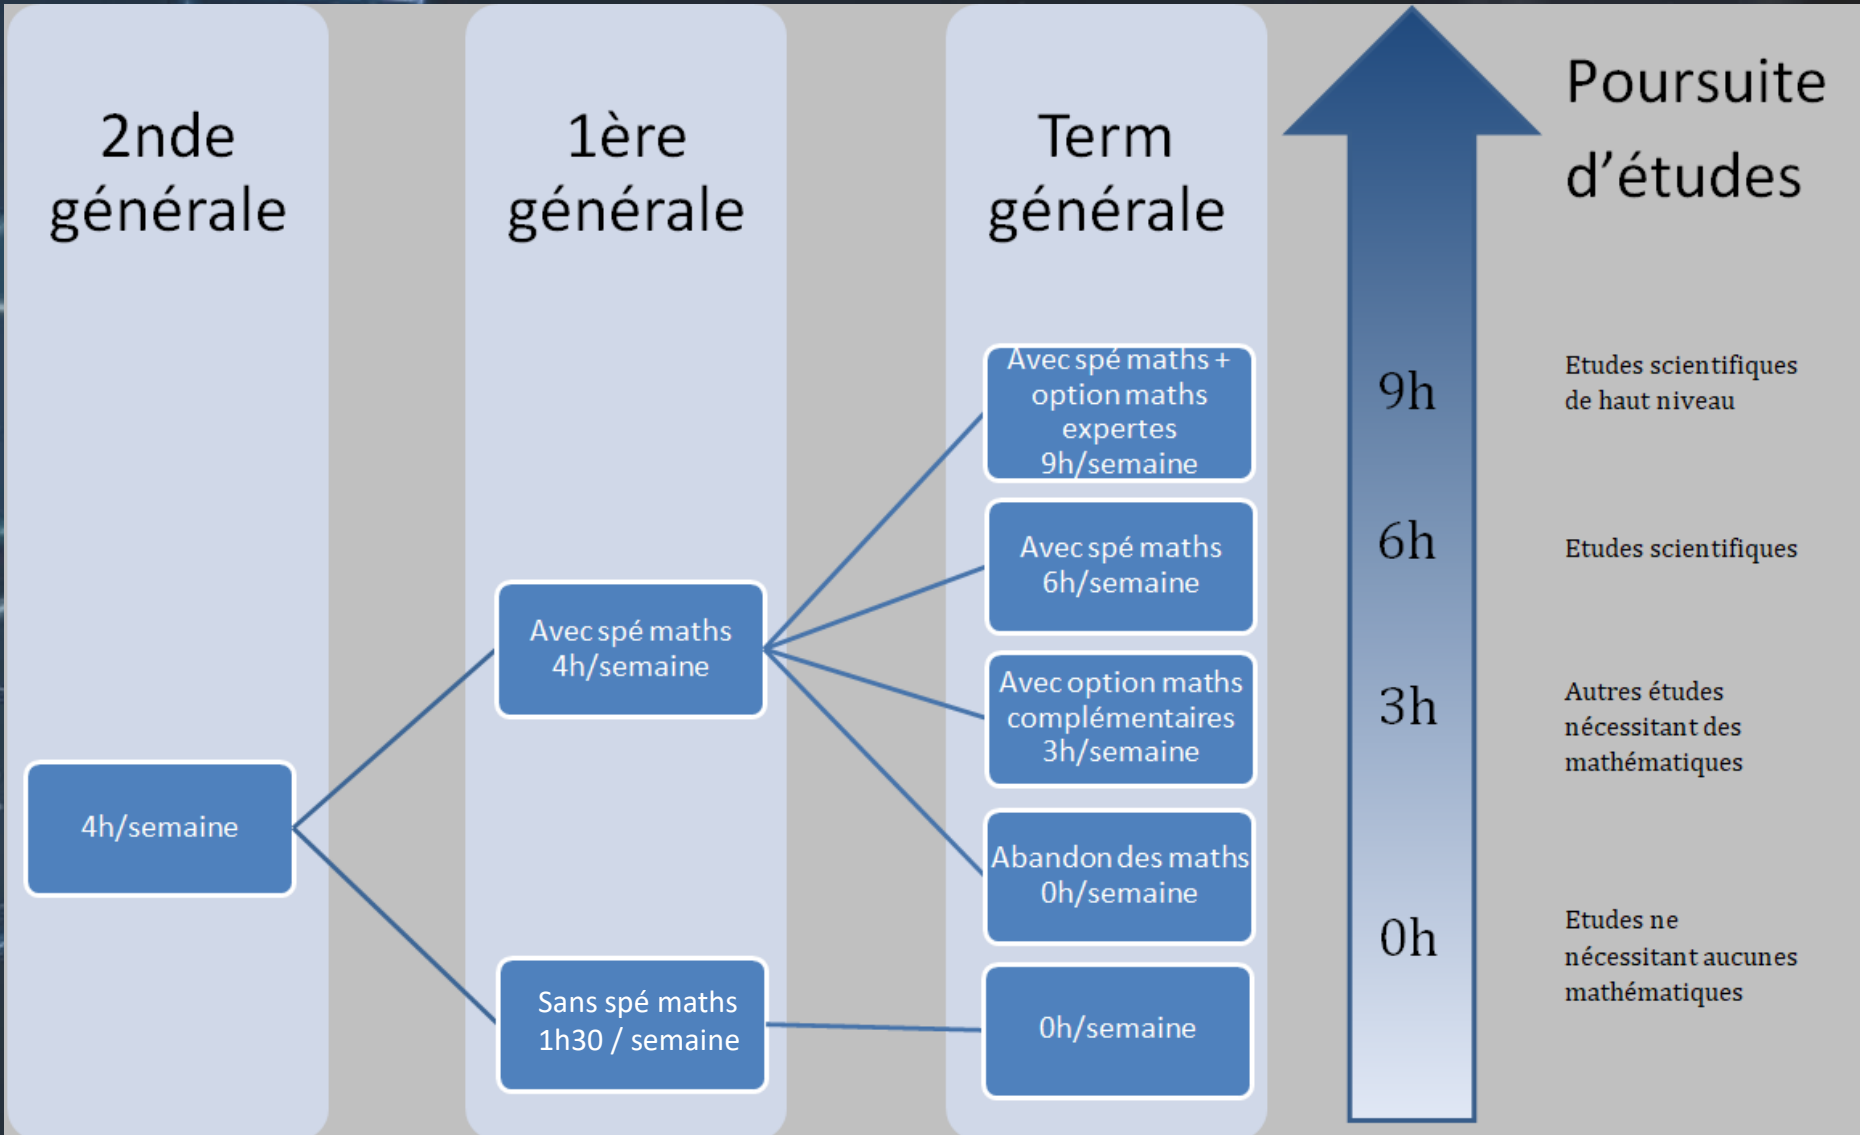 2nde
générale
1ère
générale
Term
générale
Poursuite
d’études
4h/semaine
Avec spé maths
4h/semaine
Sans spé maths
1h30 / semaine
Avec spé maths +
option maths
expertes
9h/semaine
Avec spé maths
6h/semaine
Avec option maths
complémentaires
3h/semaine
Abandon des maths
0h/semaine
0h/semaine
9h
6h
3h
0h
Etudes scientifiques
de haut niveau
Etudes scientifiques
Autres études
nécessitant des
mathématiques
Etudes ne
nécessitant aucunes
mathématiques